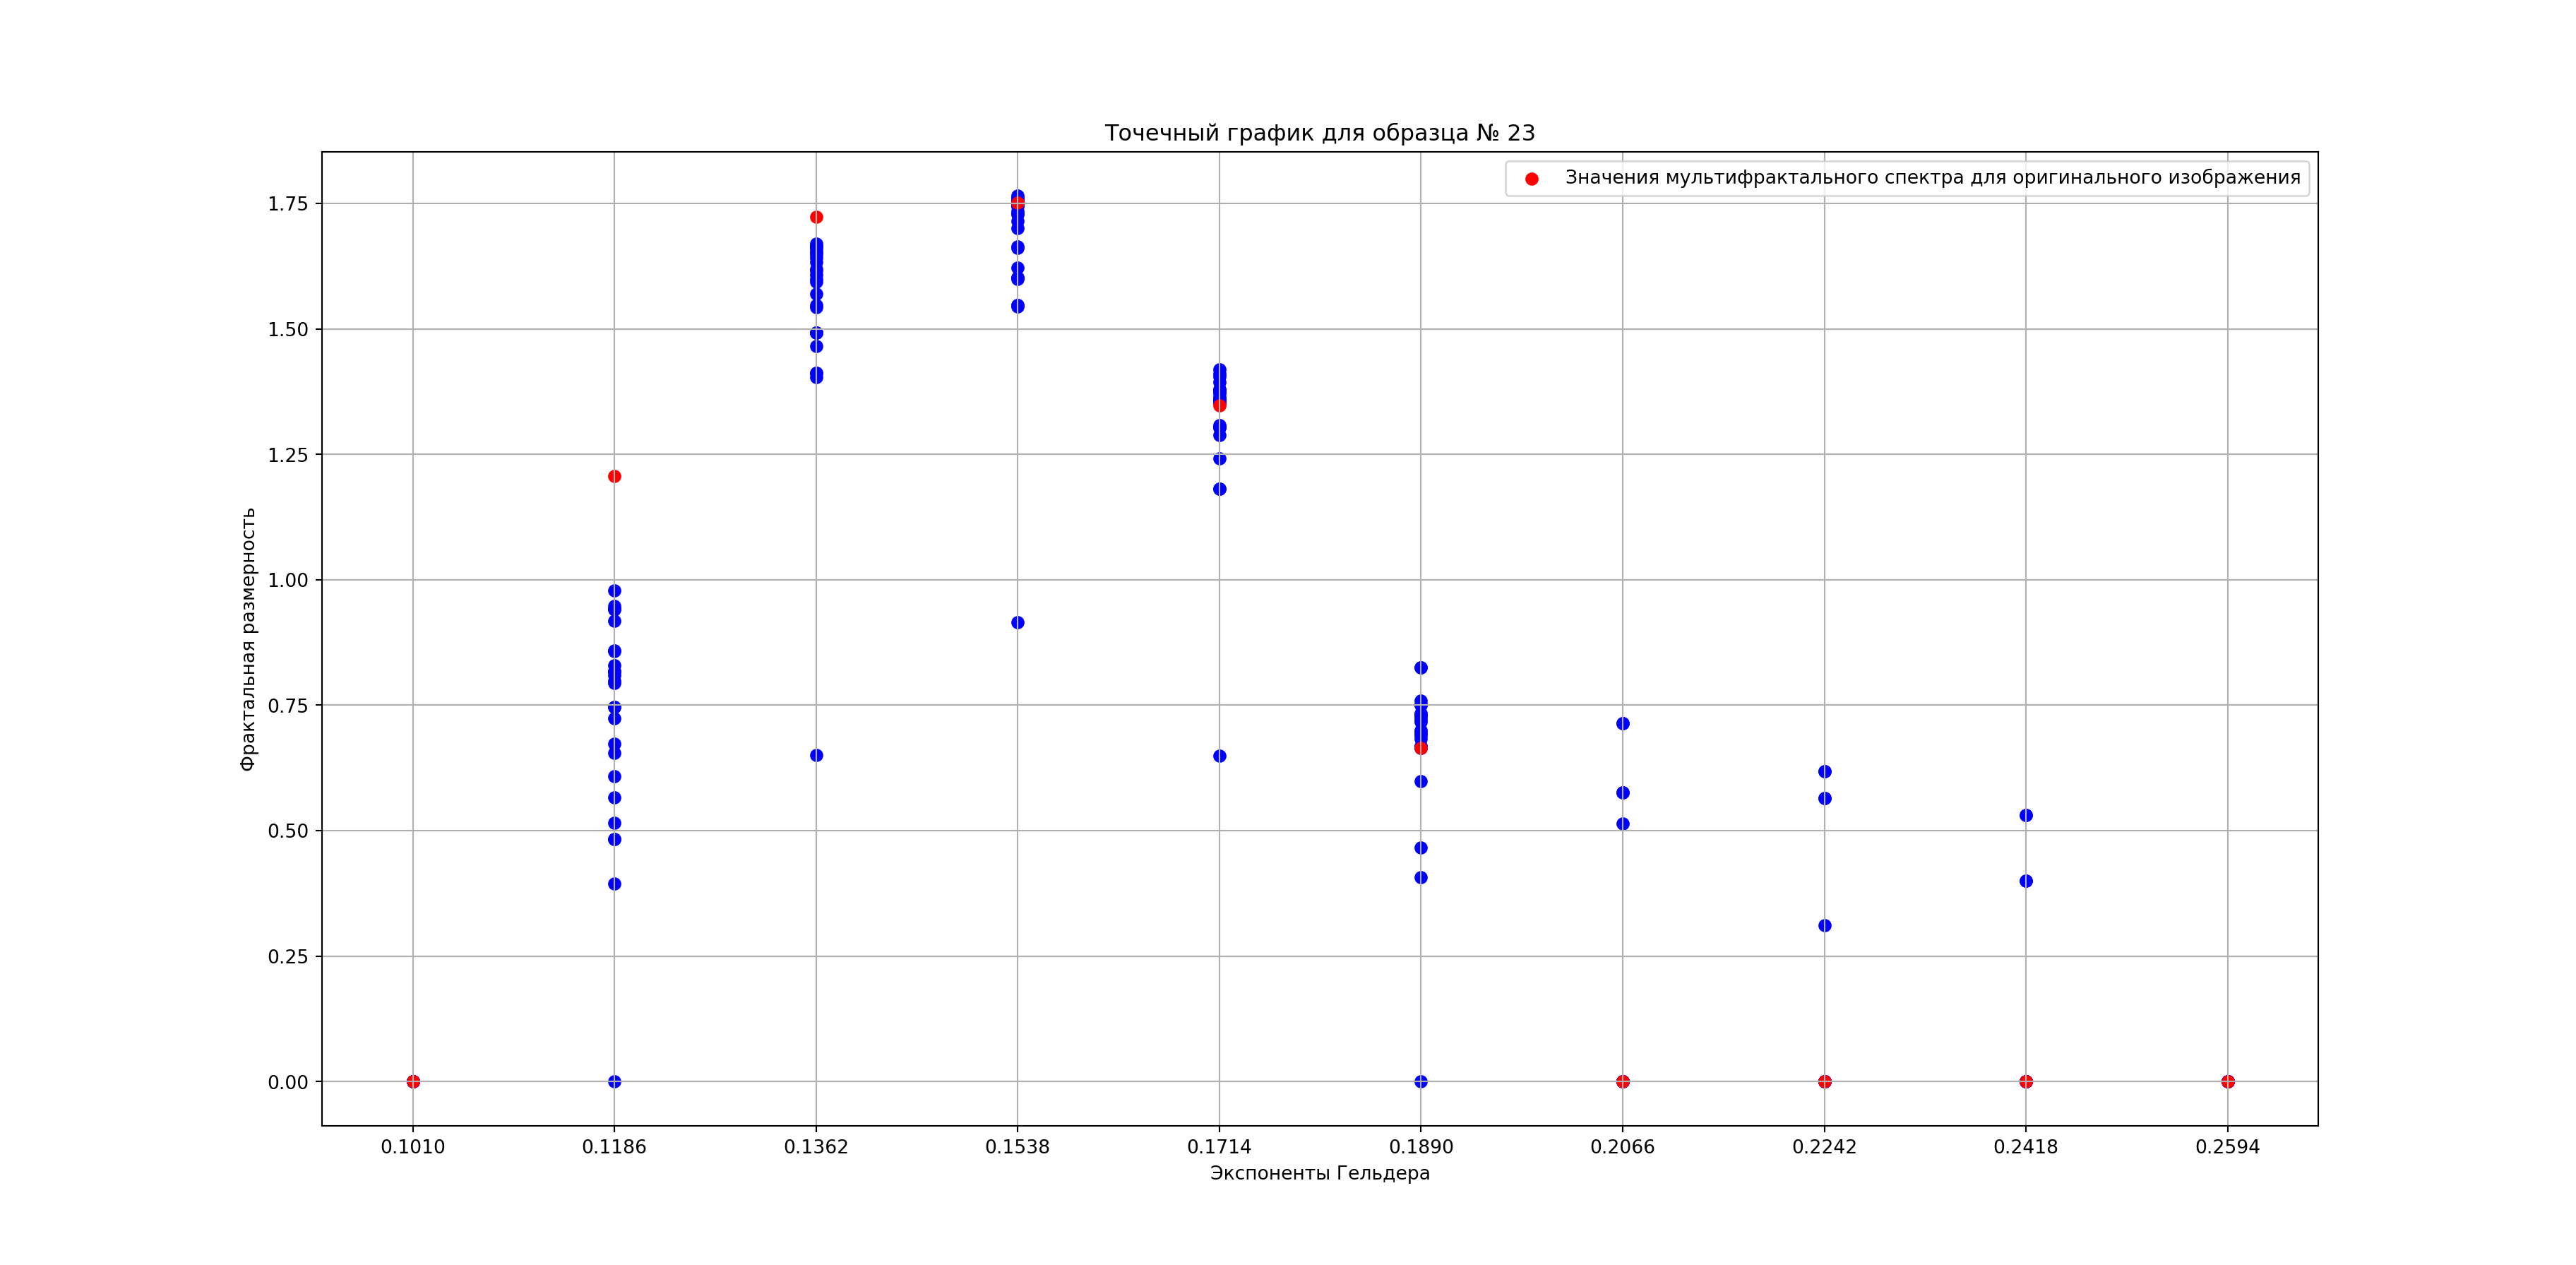 Точечный график для образца № 23
Значения мультифрактального спектра для оригинального изображения
Фрактальная размерность
1.75
1.50
1.25
1.00
0.75
0.50
0.25
0.00
0.1010 0.1186 0.1362 0.1538 0.1714 0.1890 0.2066 0.2242 0.2418 0.2594
Экспоненты Гельдера